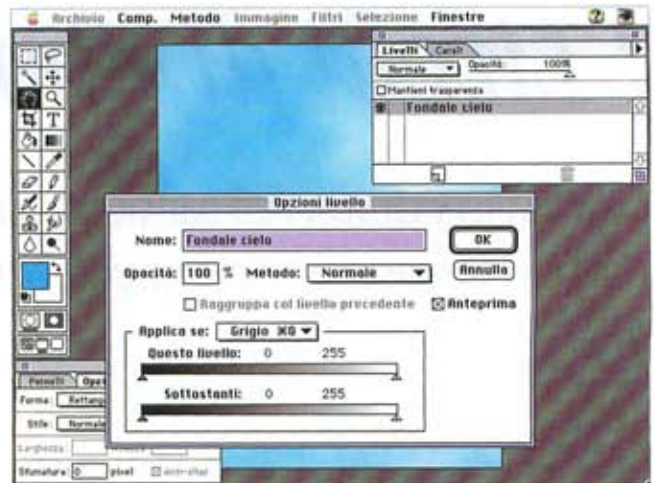 Archivio Comp. Metodo Immagine Filtri Selezione Finestre
Livelli Canali
Normale Opacità: 100%
Mantieni trasparenza
Fondale cielo
Opzioni livello
Nome: Fondale cielo
OK
Opacità: 100 % Metodo: Normale
Annulla
Raggruppa col livello precedente
Anteprima
Applica se: Grigio ⌘0
Questo livello: 0 255
Sottostanti: 0 255
Pennelli
Forma:
Stile: Normale
Larghezza:
Sfumatura: 0 pixel Anti-alias